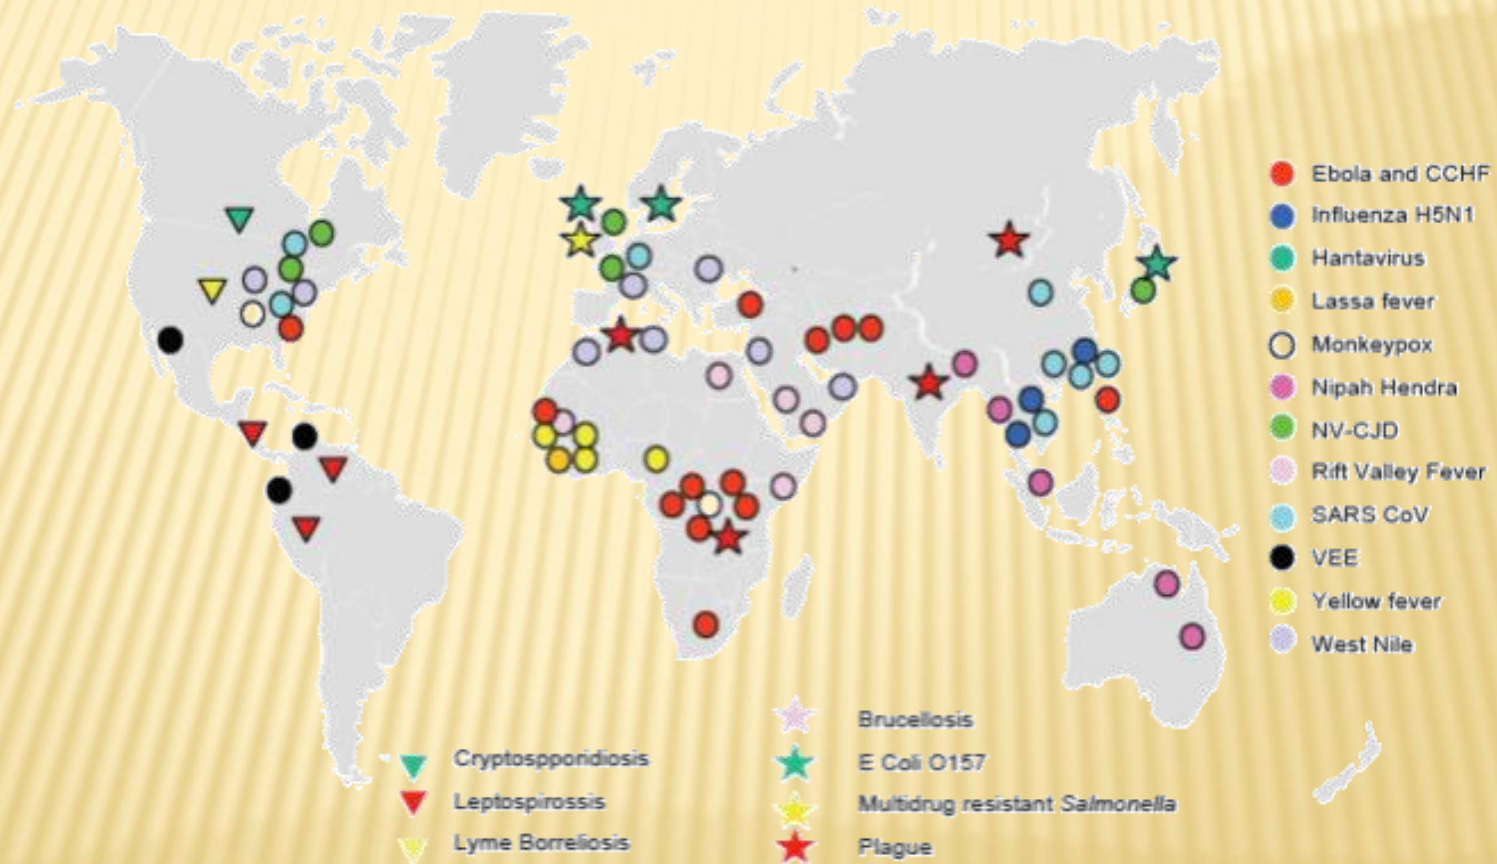 Ebola and CCHF
Influenza H5N1
Hantavirus
Lassa fever
Monkeypox
Nipah Hendra
NV-CJD
Rift Valley Fever
SARS CoV
VEE
Yellow fever
West Nile
Cryptospporidiosis
Leptospirossis
Lyme Borreliosis
Brucellosis
E Coli O157
Multidrug resistant Salmonella
Plague